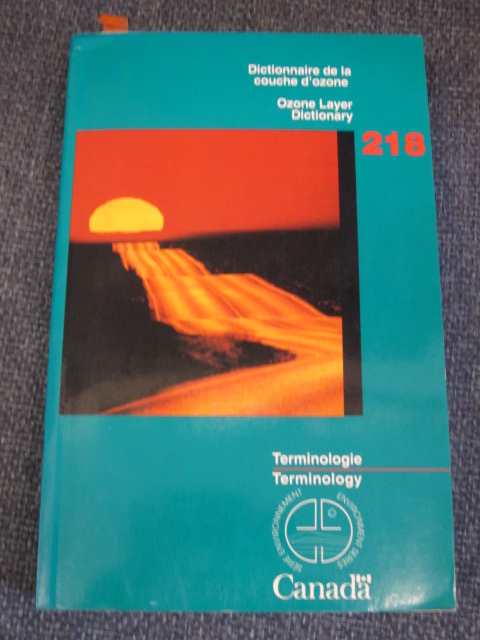 Dictionnaire de la
couche d'ozone
Ozone Layer
Dictionary
218
Terminologie
Terminology
SÉRIE ENVIRONNEMENT
ENVIRONMENT SERIES
Canada